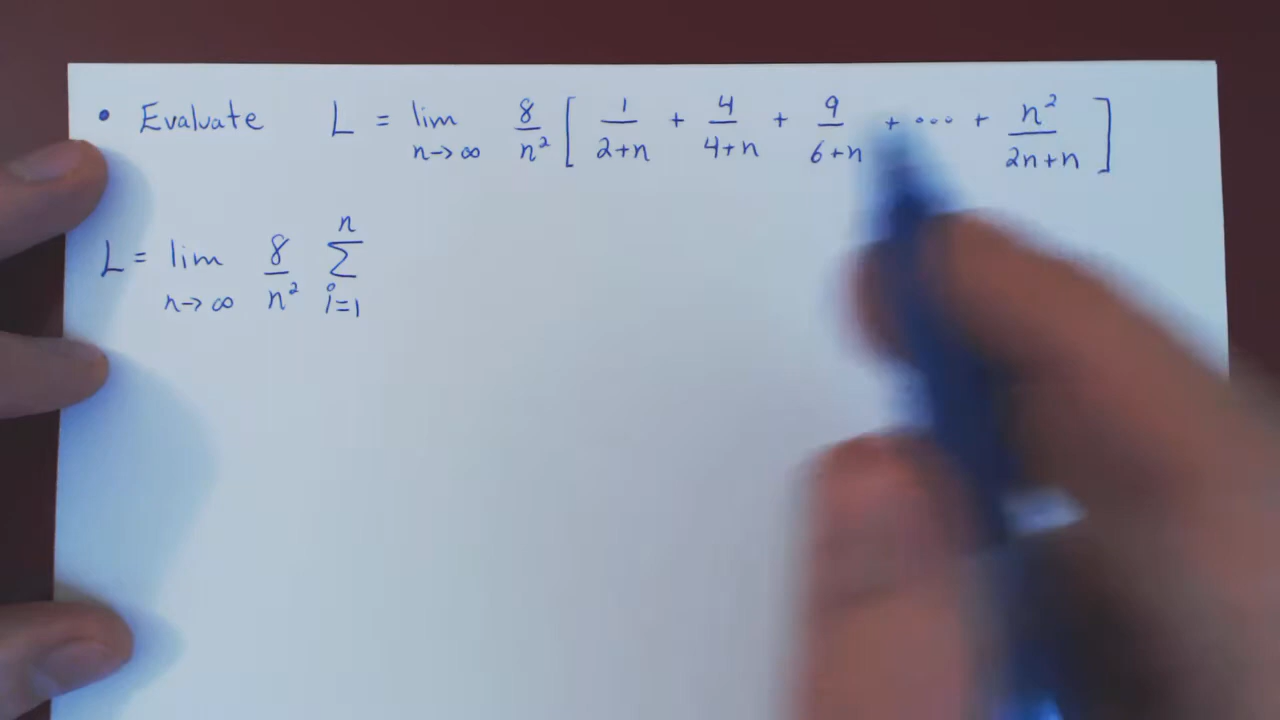 • Evaluate L = lim n→∞ 8/n² [ 1/(2+n) + 4/(4+n) + 9/(6+n) + ... + n²/(2n+n) ]
L = lim n→∞ 8/n² Σ i=1 n